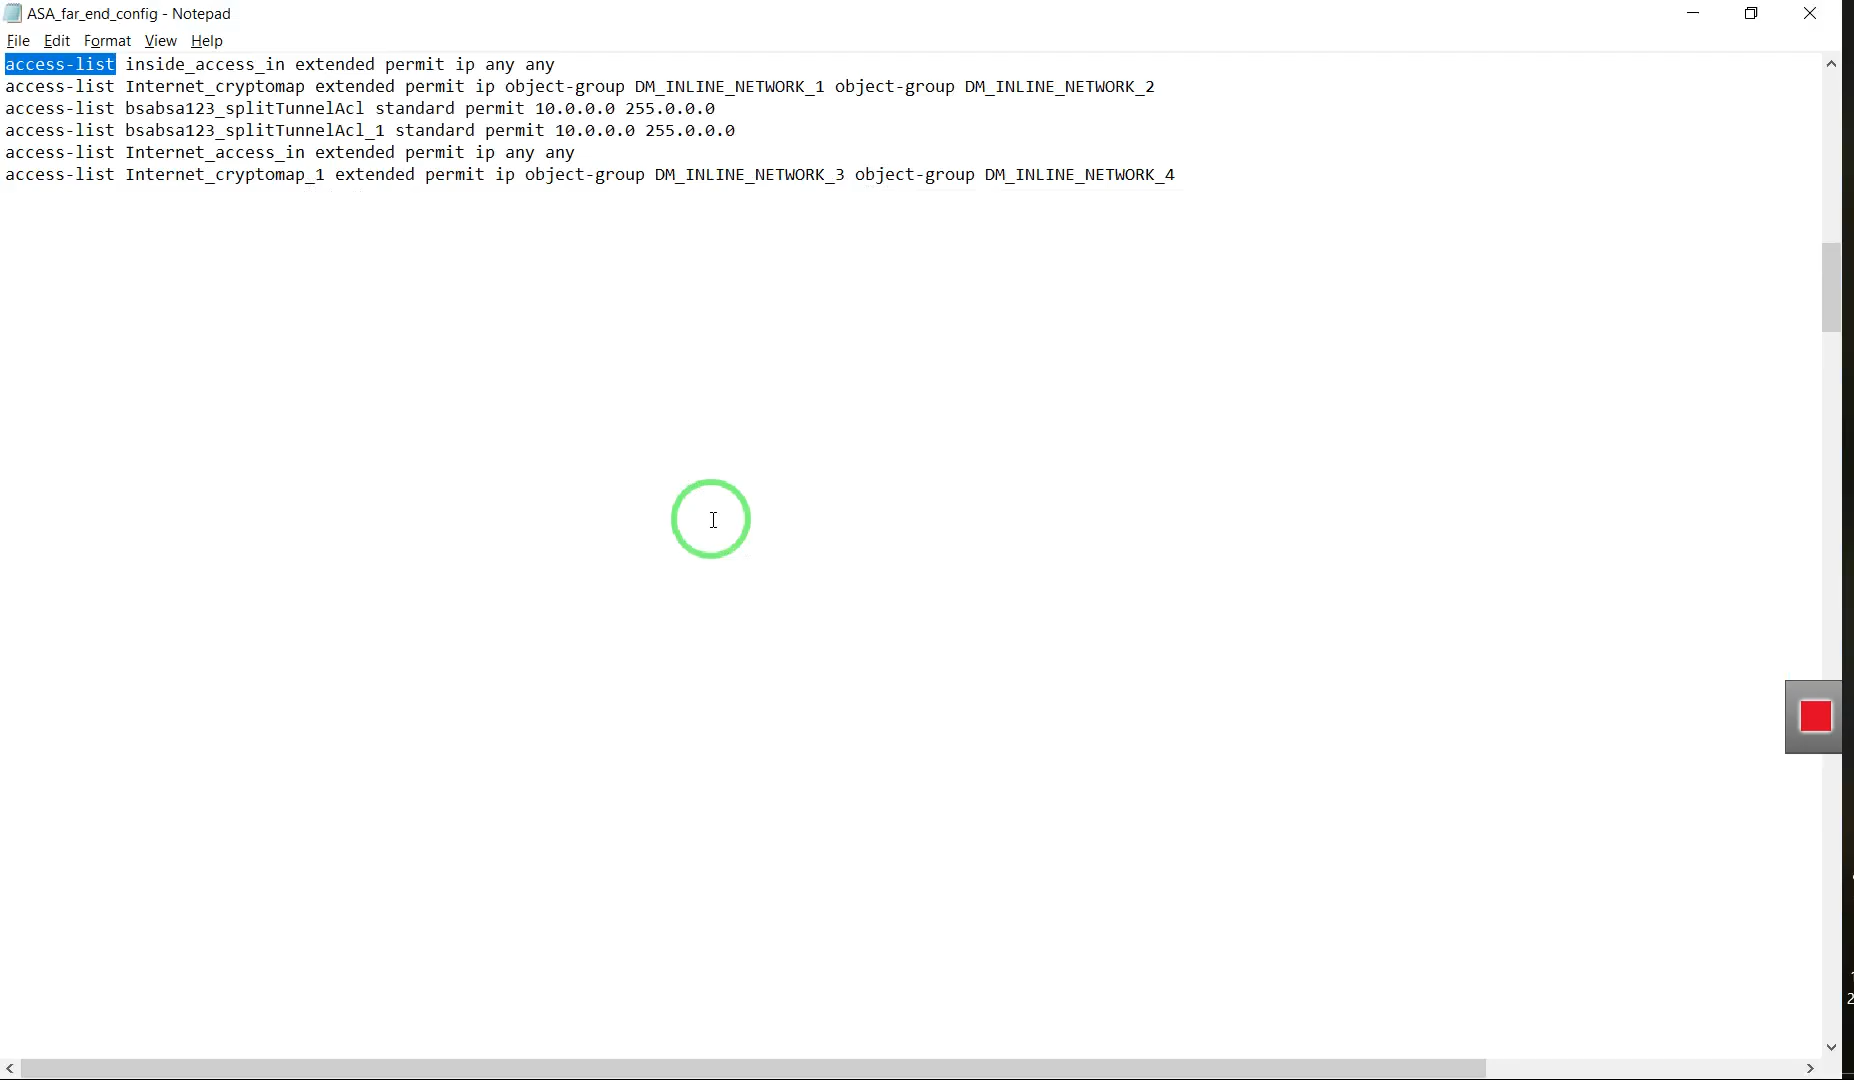 ASA_far_end_config - Notepad
File Edit Format View Help
access-list inside_access_in extended permit ip any any
access-list Internet_cryptomap extended permit ip object-group DM_INLINE_NETWORK_1 object-group DM_INLINE_NETWORK_2
access-list bsabsa123_splitTunnelAcl standard permit 10.0.0.0 255.0.0.0
access-list bsabsa123_splitTunnelAcl_1 standard permit 10.0.0.0 255.0.0.0
access-list Internet_access_in extended permit ip any any
access-list Internet_cryptomap_1 extended permit ip object-group DM_INLINE_NETWORK_3 object-group DM_INLINE_NETWORK_4